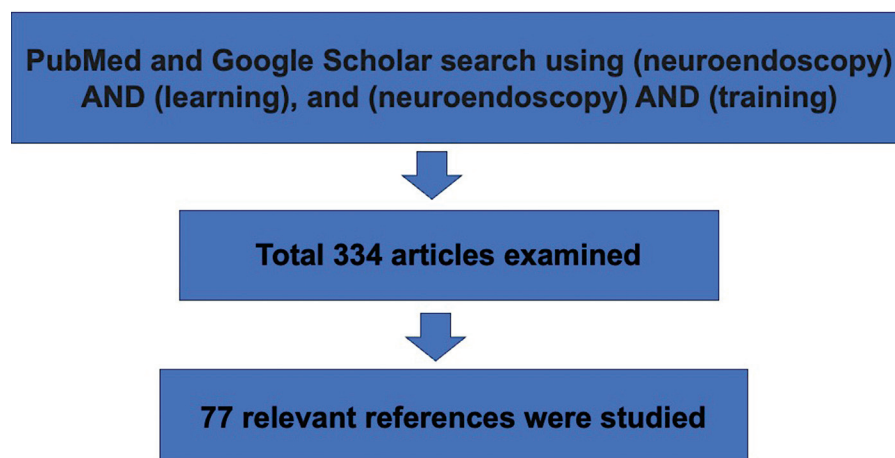 PubMed and Google Scholar search using (neuroendoscopy)
AND (learning), and (neuroendoscopy) AND (training)
Total 334 articles examined
77 relevant references were studied